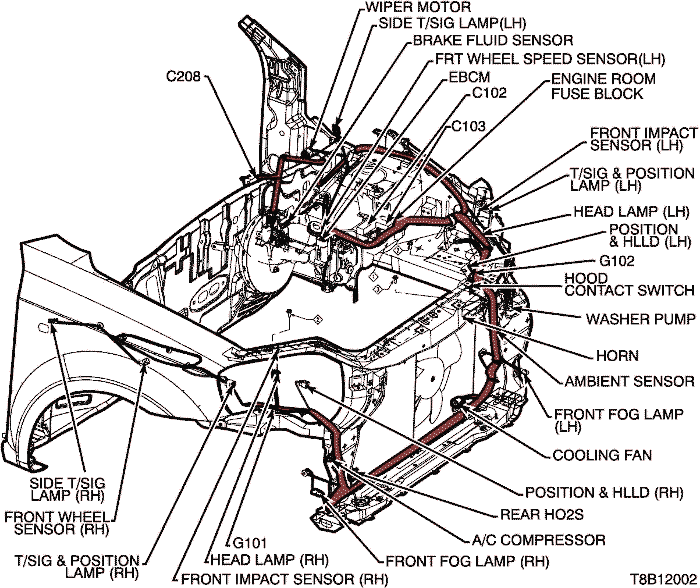 WIPER MOTOR
SIDE T/SIG LAMP(LH)
BRAKE FLUID SENSOR
FRT WHEEL SPEED SENSOR(LH)
EBCM
C102
ENGINE ROOM
FUSE BLOCK
C208
C103
FRONT IMPACT
SENSOR (LH)
T/SIG & POSITION
LAMP (LH)
HEAD LAMP (LH)
POSITION
& HLLD (LH)
G102
HOOD
CONTACT SWITCH
WASHER PUMP
HORN
AMBIENT SENSOR
FRONT FOG LAMP
(LH)
COOLING FAN
POSITION & HLLD (RH)
REAR HO2S
A/C COMPRESSOR
FRONT FOG LAMP (RH)
SIDE T/SIG
LAMP (RH)
FRONT WHEEL
SENSOR (RH)
T/SIG & POSITION
LAMP (RH)
G101
HEAD LAMP (RH)
FRONT IMPACT SENSOR (RH)
T8B12002